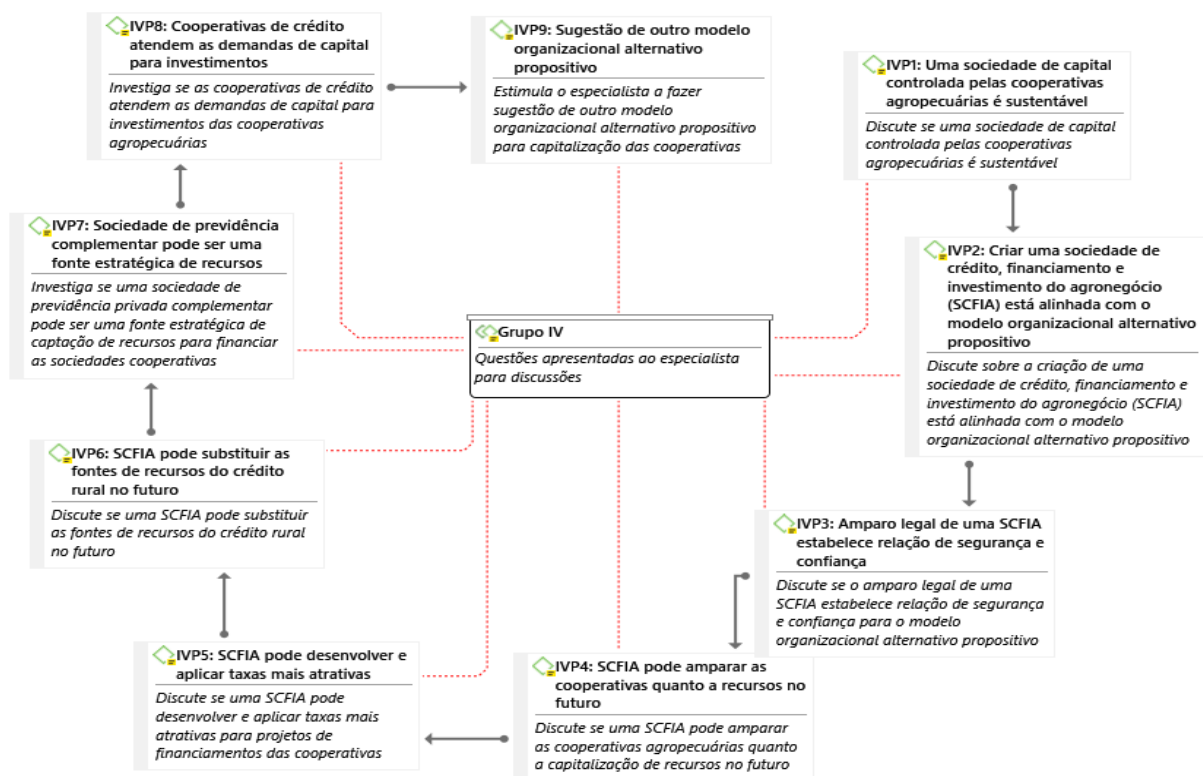 IVP8: Cooperativas de crédito
atendem as demandas de capital
para investimentos
Investiga se as cooperativas de crédito
atendem as demandas de capital para
investimentos das cooperativas
agropecuárias
IVP9: Sugestão de outro modelo
organizacional alternativo
propositivo
Estimula o especialista a fazer
sugestão de outro modelo
organizacional alternativo propositivo
para capitalização das cooperativas
IVP1: Uma sociedade de capital
controlada pelas cooperativas
agropecuárias é sustentável
Discute se uma sociedade de capital
controlada pelas cooperativas
agropecuárias é sustentável
IVP7: Sociedade de previdência
complementar pode ser uma
fonte estratégica de recursos
Investiga se uma sociedade de
previdência privada complementar
pode ser uma fonte estratégica de
captação de recursos para financiar
as sociedades cooperativas
IVP2: Criar uma sociedade de
crédito, financiamento e
investimento do agronegócio
(SCFIA) está alinhada com o
modelo organizacional alternativo
propositivo
Discute sobre a criação de uma
sociedade de crédito, financiamento e
investimento do agronegócio (SCFIA)
está alinhada com o modelo
organizacional alternativo propositivo
Grupo IV
Questões apresentadas ao especialista
para discussões
IVP6: SCFIA pode substituir as
fontes de recursos do crédito
rural no futuro
Discute se uma SCFIA pode substituir
as fontes de recursos do crédito rural
no futuro
IVP3: Amparo legal de uma SCFIA
estabelece relação de segurança e
confiança
Discute se o amparo legal de uma
SCFIA estabelece relação de segurança
e confiança para o modelo
organizacional alternativo propositivo
IVP5: SCFIA pode desenvolver e
aplicar taxas mais atrativas
Discute se uma SCFIA pode
desenvolver e aplicar taxas mais
atrativas para projetos de
financiamentos das cooperativas
IVP4: SCFIA pode amparar as
cooperativas quanto a recursos no
futuro
Discute se uma SCFIA pode amparar
as cooperativas agropecuárias quanto
a capitalização de recursos no futuro